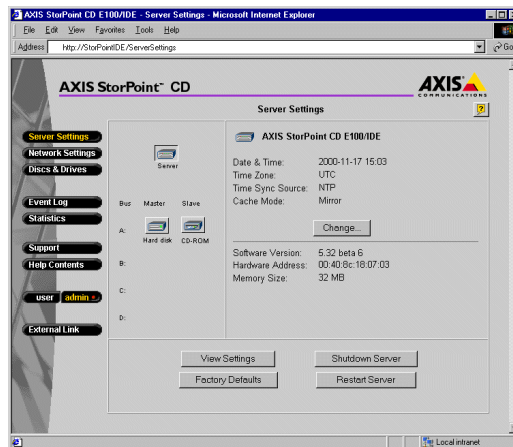 AXIS StorPoint CD E100/IDE - Server Settings - Microsoft Internet Explorer
File Edit View Favorites Tools Help
Address http://StorPointIDE/ServerSettings Go
AXIS StorPoint™ CD
AXIS
COMMUNICATIONS
Server Settings
?
Server Settings
Network Settings
Discs & Drives
Event Log
Statistics
Support
Help Contents
user admin
External Link
Server
Bus Master Slave
A:
Hard disk CD-ROM
B:
C:
D:
AXIS StorPoint CD E100/IDE
Date & Time: 2000-11-17 15:03
Time Zone: UTC
Time Sync Source: NTP
Cache Mode: Mirror
Change...
Software Version: 5.32 beta 6
Hardware Address: 00:40:8c:18:07:03
Memory Size: 32 MB
View Settings Shutdown Server
Factory Defaults Restart Server
Local intranet